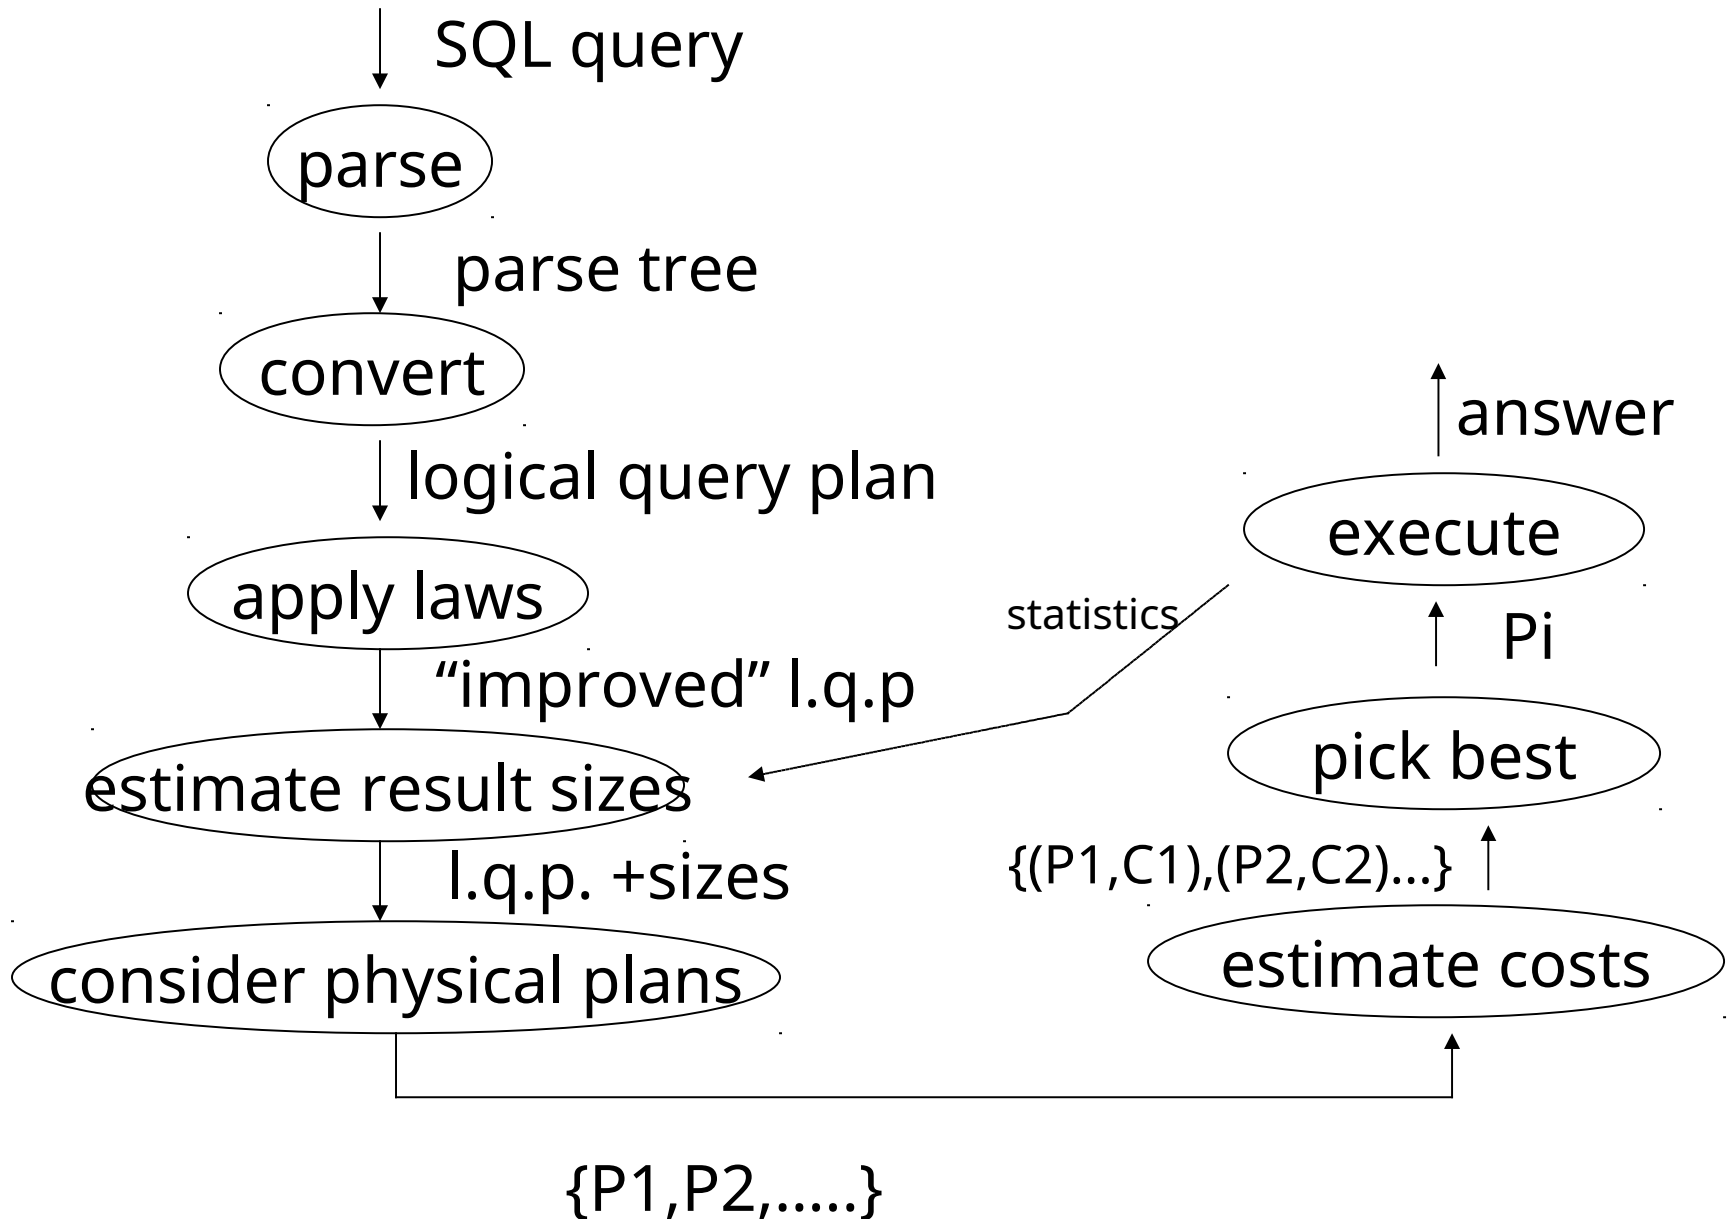 SQL query
parse
parse tree
convert
logical query plan
apply laws
“improved” l.q.p
estimate result sizes
l.q.p. +sizes
consider physical plans
{P1,P2,…..}
estimate costs
{(P1,C1),(P2,C2)...}
pick best
Pi
execute
answer
statistics